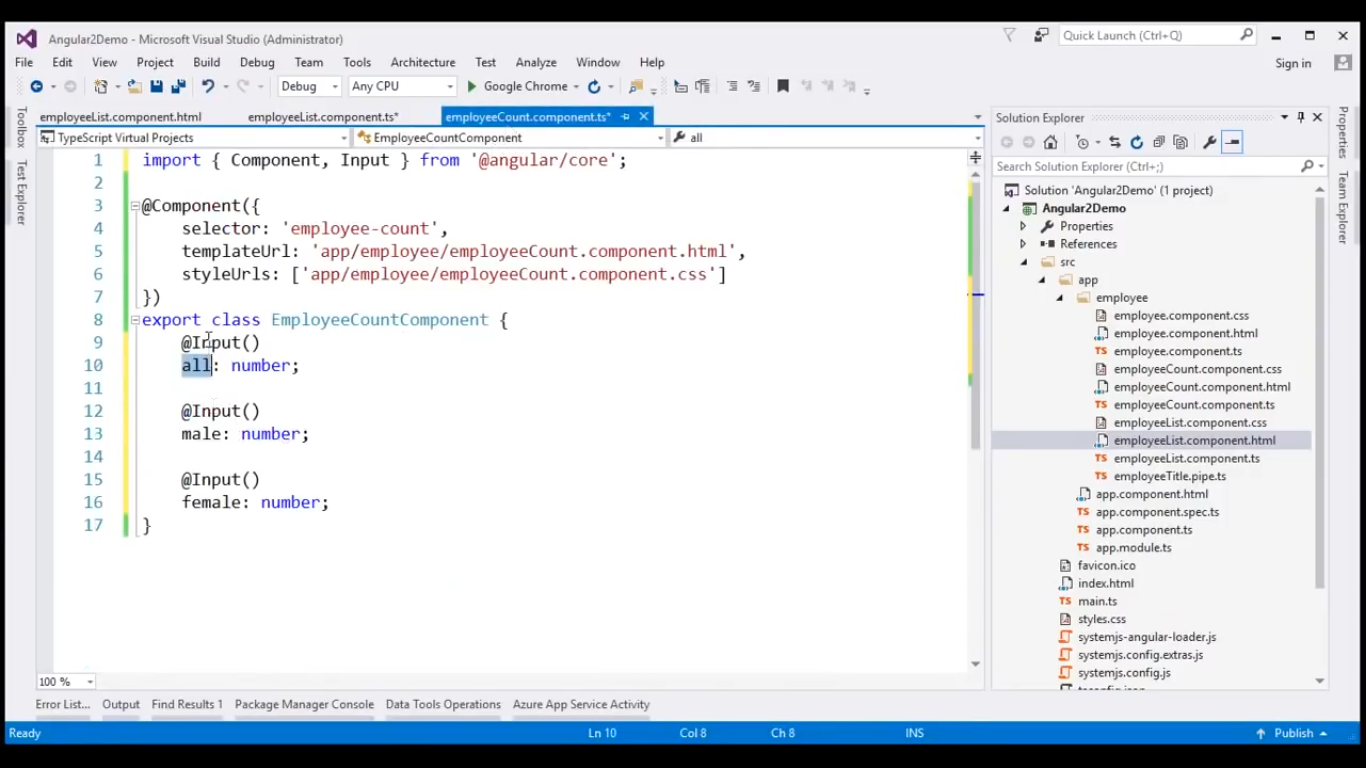 Angular2Demo - Microsoft Visual Studio (Administrator)
Quick Launch (Ctrl+Q)
File Edit View Project Build Debug Team Tools Architecture Test Analyze Window Help
Sign in
Debug Any CPU Google Chrome
Toolbox
Test Explorer
employeeList.component.html employeeList.component.ts* employeeCount.component.ts*
TypeScript Virtual Projects EmployeeCountComponent all
1 import { Component, Input } from '@angular/core';
2
3 @Component({
4 selector: 'employee-count',
5 templateUrl: 'app/employee/employeeCount.component.html',
6 styleUrls: ['app/employee/employeeCount.component.css']
7 })
8 export class EmployeeCountComponent {
9 @Input()
10 all: number;
11
12 @Input()
13 male: number;
14
15 @Input()
16 female: number;
17 }
100 %
Solution Explorer
Search Solution Explorer (Ctrl+;)
Solution 'Angular2Demo' (1 project)
Angular2Demo
Properties
References
src
app
employee
employee.component.css
employee.component.html
TS employee.component.ts
employeeCount.component.css
employeeCount.component.html
TS employeeCount.component.ts
employeeList.component.css
employeeList.component.html
TS employeeList.component.ts
TS employeeTitle.pipe.ts
app.component.html
TS app.component.spec.ts
TS app.component.ts
TS app.module.ts
favicon.ico
index.html
TS main.ts
styles.css
systemjs-angular-loader.js
systemjs.config.extras.js
systemjs.config.js
Properties
Team Explorer
Error List... Output Find Results 1 Package Manager Console Data Tools Operations Azure App Service Activity
Ready Ln 10 Col 8 Ch 8 INS Publish